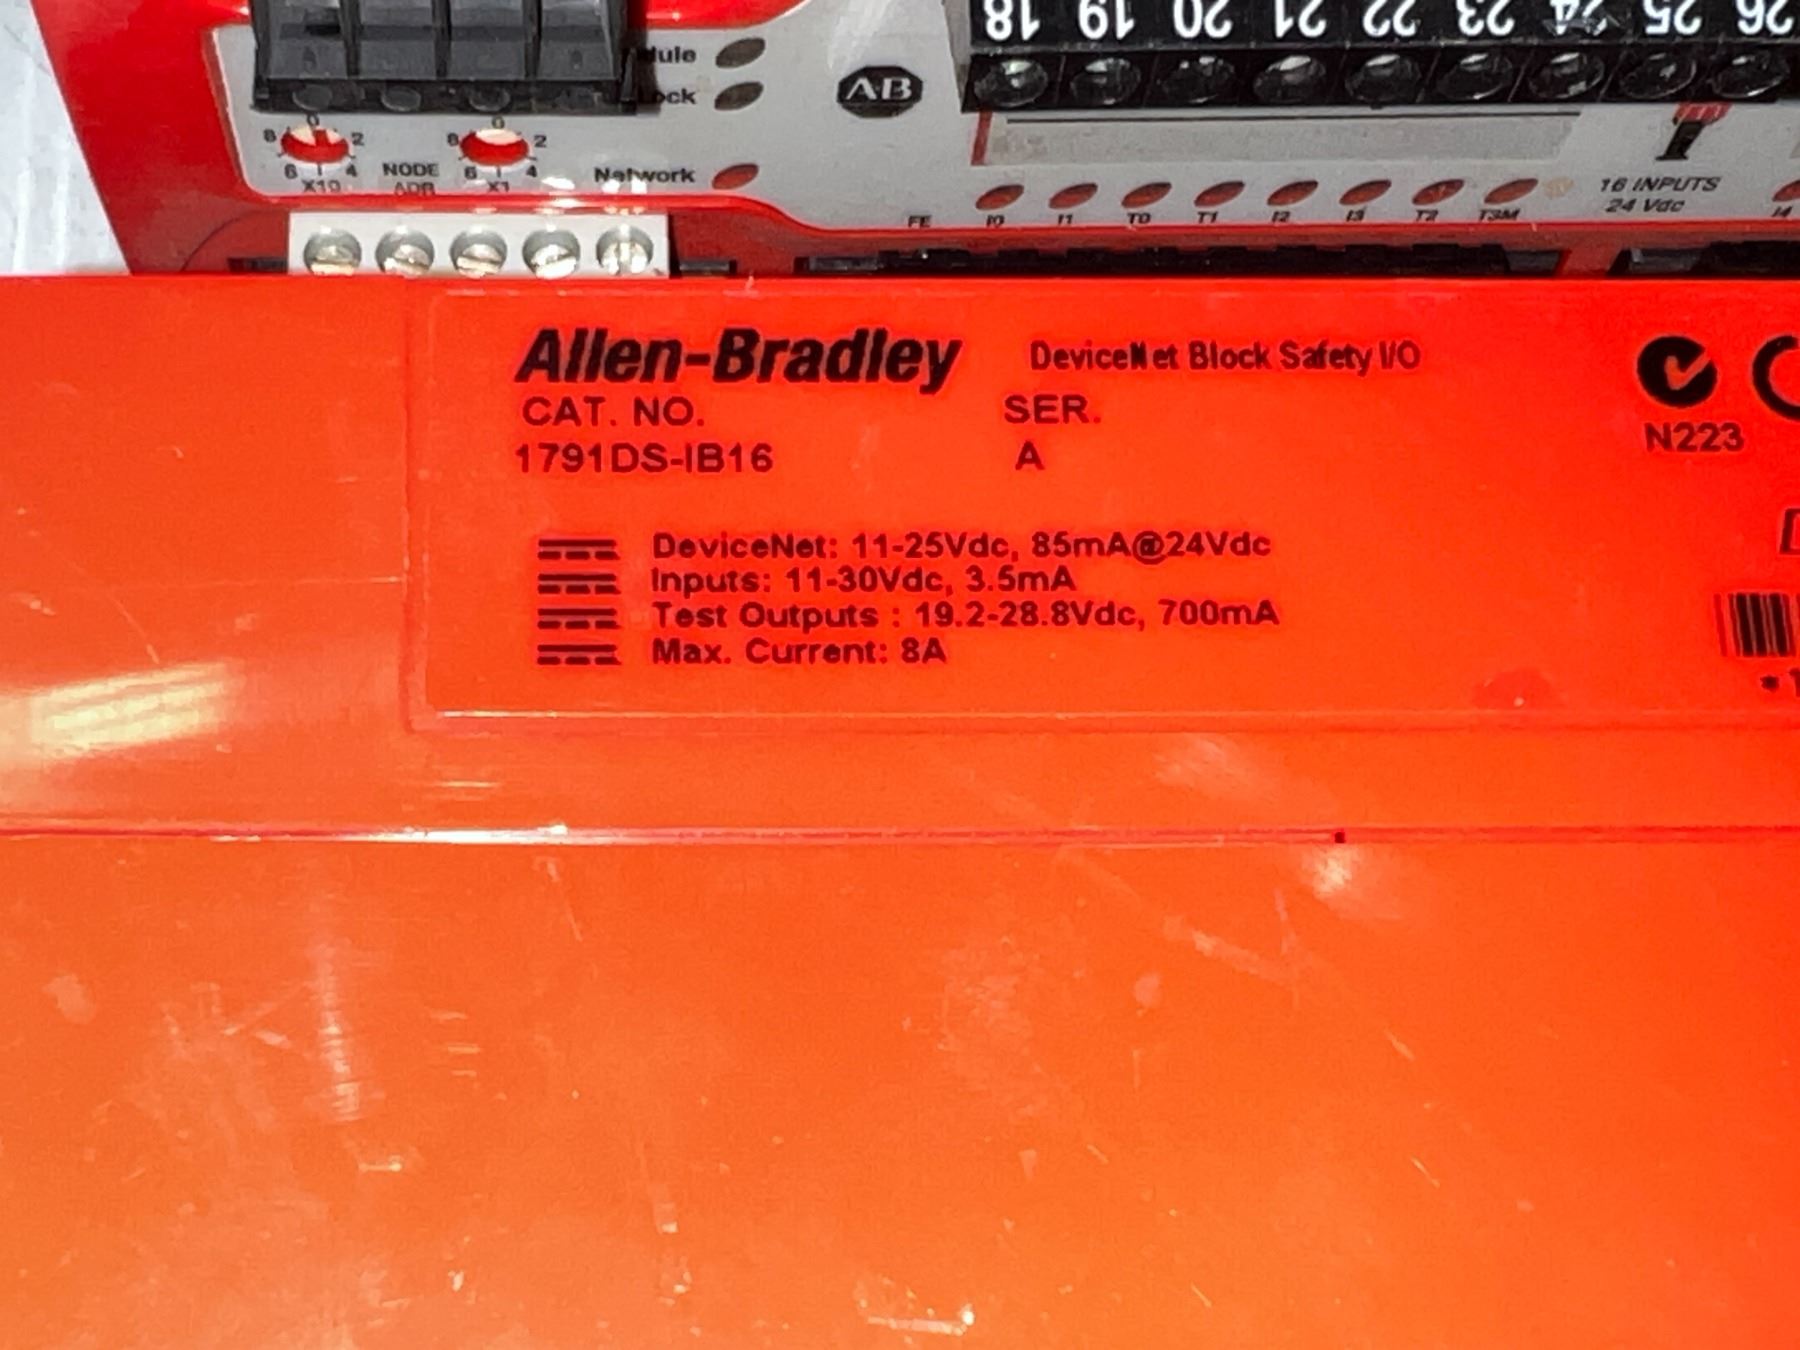 18 19 20 21 22 23 24 25 26
AB
0
8 2
6 4
X10
NODE
ADR
0
8 2
6 4
X1
Network
FE I0 I1 T0 T1 I2 I3 T2 T3M
16 INPUTS
24 Vdc
I4
Allen-Bradley DeviceNet Block Safety I/O
CAT. NO. SER.
1791DS-IB16 A
N223
DeviceNet: 11-25Vdc, 85mA@24Vdc
Inputs: 11-30Vdc, 3.5mA
Test Outputs : 19.2-28.8Vdc, 700mA
Max. Current: 8A